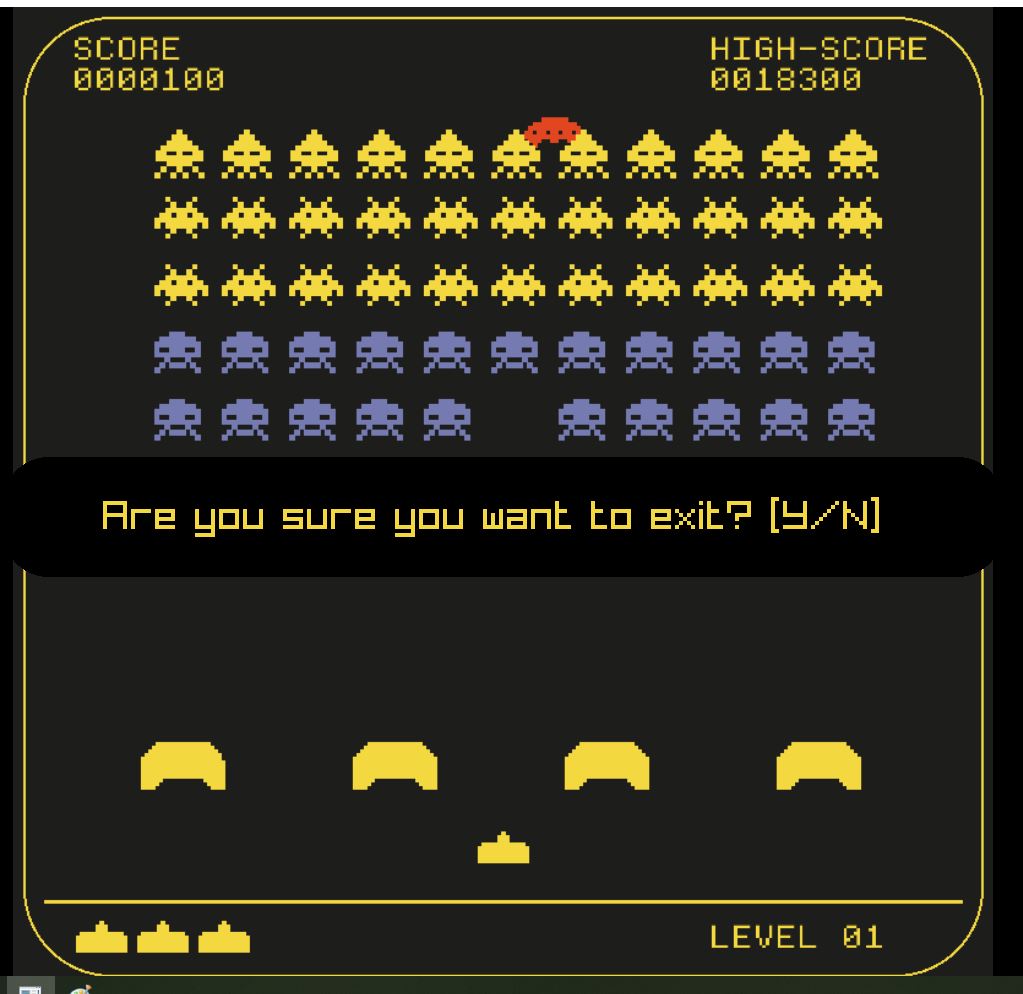 SCORE
0000100
HIGH-SCORE
0018300
Are you sure you want to exit? [Y/N]
LEVEL 01